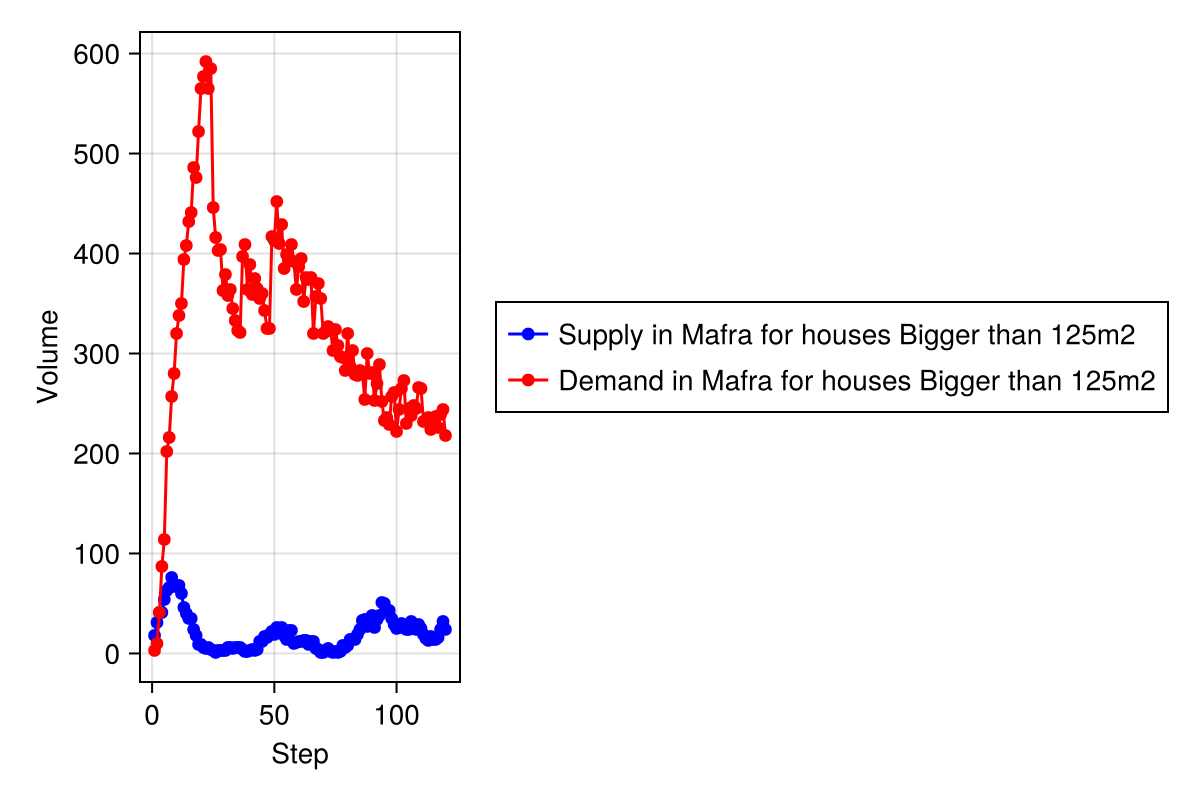 600
500
400
300
200
100
0
Volume
0 50 100
Step
Supply in Mafra for houses Bigger than 125m2
Demand in Mafra for houses Bigger than 125m2